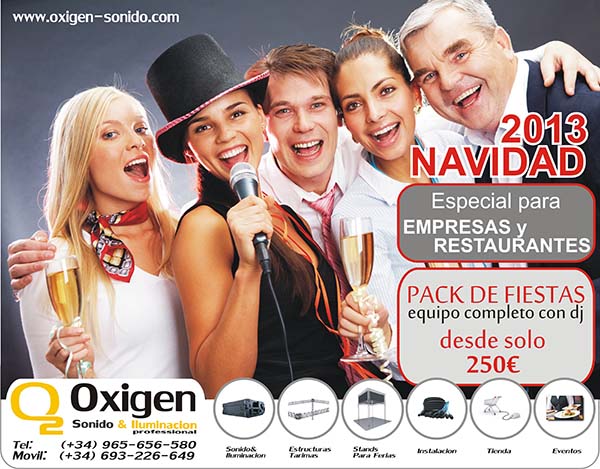 www.oxigen-sonido.com
2013
NAVIDAD
Especial para
EMPRESAS y
RESTAURANTES
PACK DE FIESTAS
equipo completo con dj
desde solo
250€
O2 Oxigen
Sonido & Iluminacion
professional
Tel: (+34) 965-656-580
Movil: (+34) 693-226-649
Sonido&
Iluminacion
Estructuras
Tarimas
Stands
Para Ferias
Instalacion
Tienda
Eventos